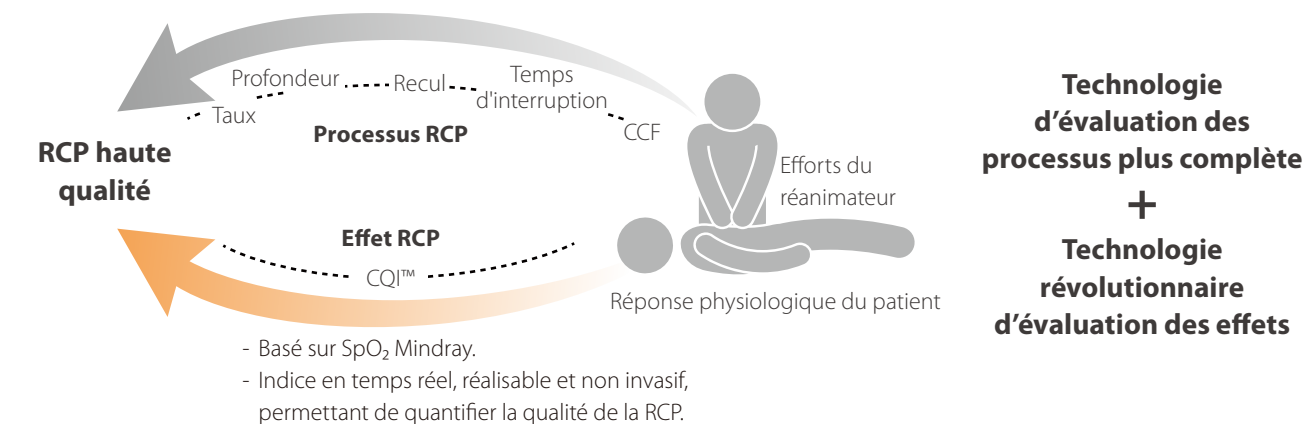 Profondeur
Recul
Temps
d'interruption
Taux
CCF
Processus RCP
RCP haute
qualité
Efforts du
réanimateur
Effet RCP
CQI™
Réponse physiologique du patient
- Basé sur SpO₂ Mindray.
- Indice en temps réel, réalisable et non invasif,
permettant de quantifier la qualité de la RCP.
Technologie
d’évaluation des
processus plus complète
+
Technologie
révolutionnaire
d’évaluation des effets